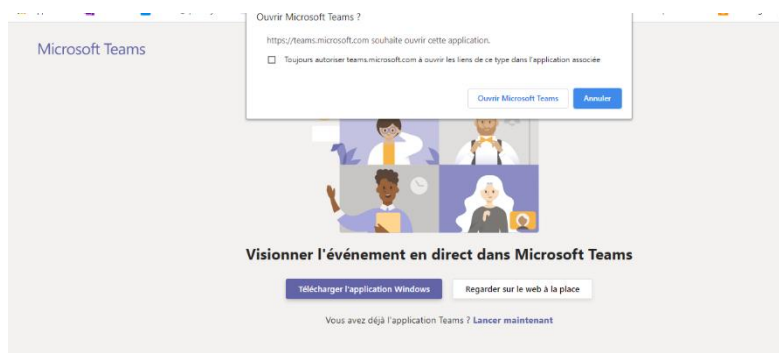 Ouvrir Microsoft Teams ?
https://teams.microsoft.com souhaite ouvrir cette application.
Toujours autoriser teams.microsoft.com à ouvrir les liens de ce type dans l'application associée
Ouvrir Microsoft Teams Annuler
Microsoft Teams
Visionner l'événement en direct dans Microsoft Teams
Télécharger l'application Windows Regarder sur le web à la place
Vous avez déjà l'application Teams ? Lancer maintenant